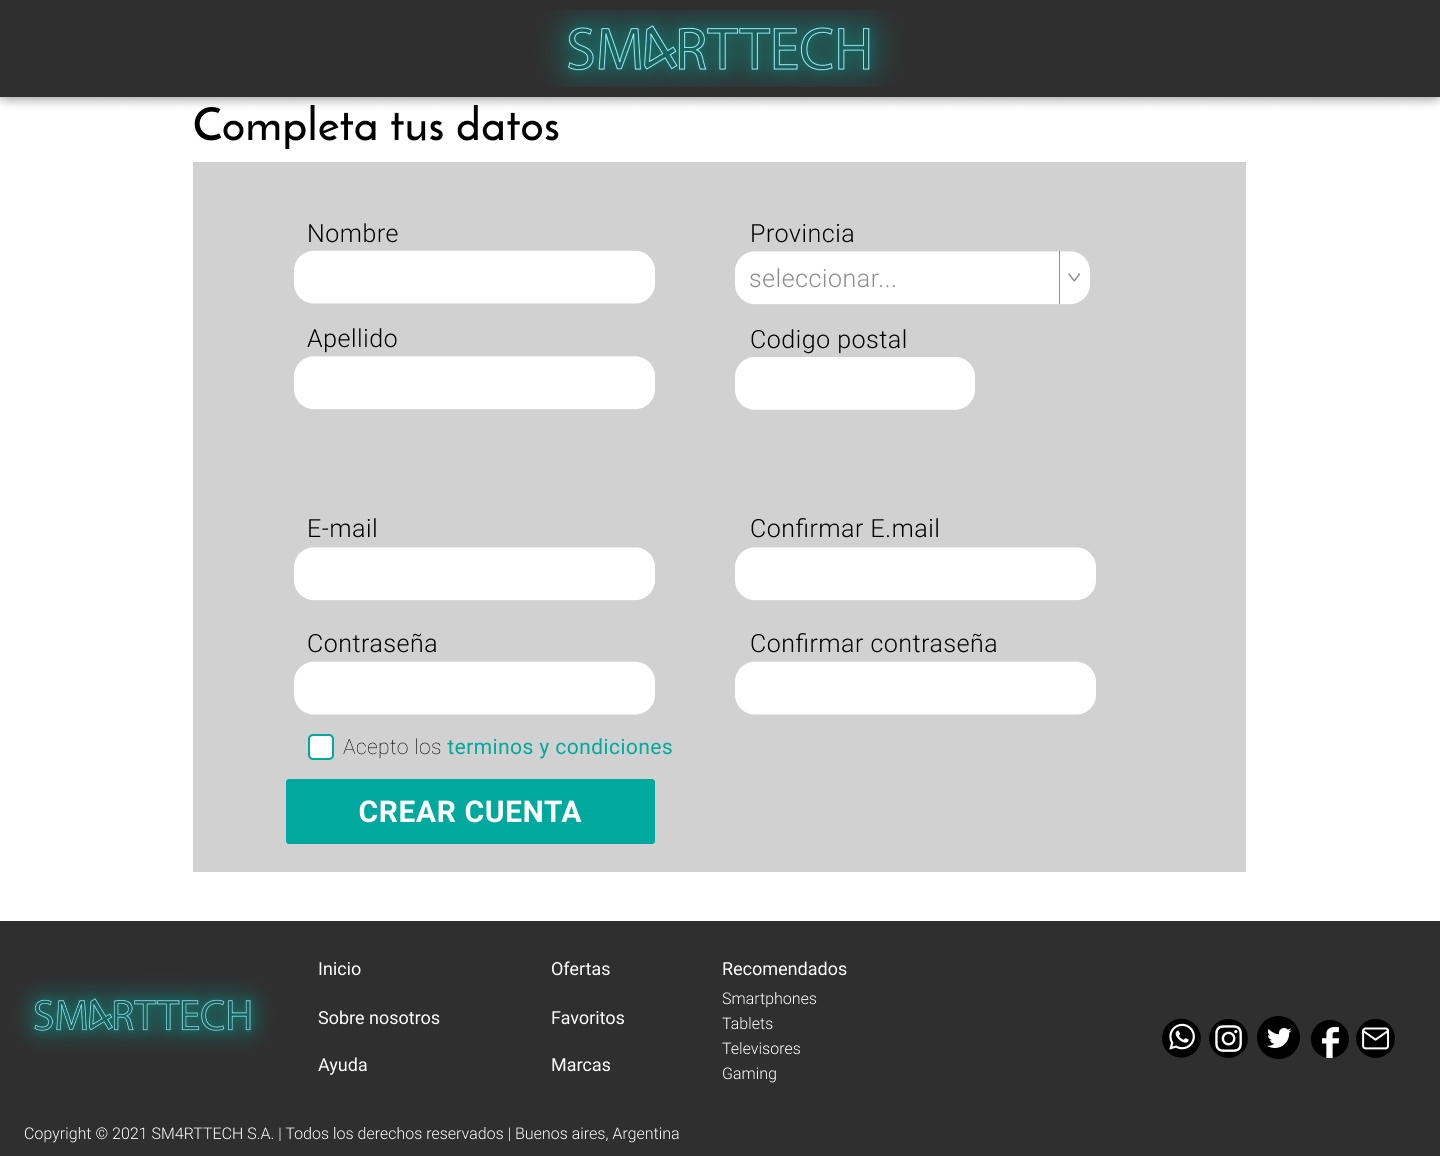 SM4RTTECH
Completa tus datos
Nombre
Provincia
seleccionar...
Apellido
Codigo postal
E-mail
Confirmar E.mail
Contraseña
Confirmar contraseña
Acepto los terminos y condiciones
CREAR CUENTA
SM4RTTECH
Inicio
Sobre nosotros
Ayuda
Ofertas
Favoritos
Marcas
Recomendados
Smartphones
Tablets
Televisores
Gaming
Copyright © 2021 SM4RTTECH S.A. | Todos los derechos reservados | Buenos aires, Argentina